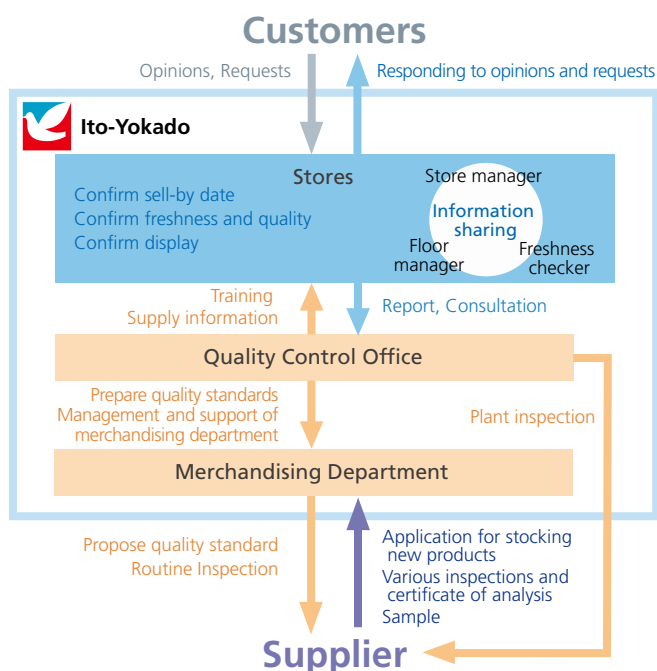 Customers
Opinions, Requests
Responding to opinions and requests
Ito-Yokado
Stores
Confirm sell-by date
Confirm freshness and quality
Confirm display
Store manager
Information
sharing
Floor
manager
Freshness
checker
Training
Supply information
Report, Consultation
Quality Control Office
Prepare quality standards
Management and support of
merchandising department
Plant inspection
Merchandising Department
Propose quality standard
Routine Inspection
Application for stocking
new products
Various inspections and
certificate of analysis
Sample
Supplier